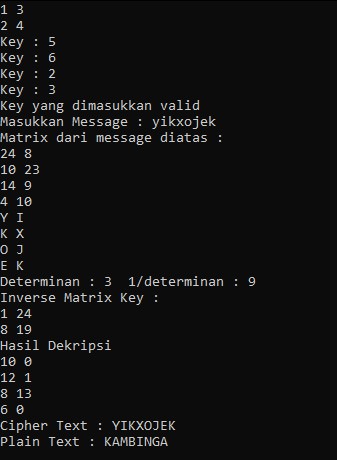 1 3
2 4
Key : 5
Key : 6
Key : 2
Key : 3
Key yang dimasukkan valid
Masukkan Message : yikxojek
Matrix dari message diatas :
24 8
10 23
14 9
4 10
Y I
K X
O J
E K
Determinan : 3  1/determinan : 9
Inverse Matrix Key :
1 24
8 19
Hasil Dekripsi
10 0
12 1
8 13
6 0
Cipher Text : YIKXOJEK
Plain Text : KAMBINGA